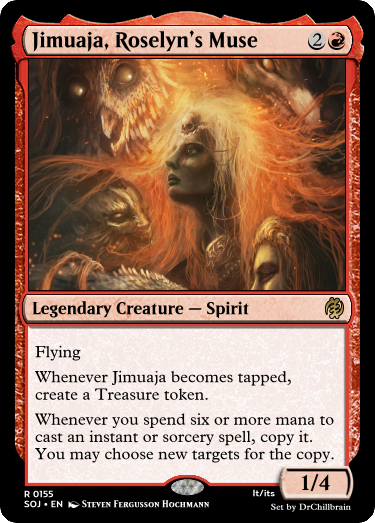 Jimuaja, Roselyn's Muse 2
Legendary Creature — Spirit
Flying
Whenever Jimuaja becomes tapped,
create a Treasure token.
Whenever you spend six or more mana to
cast an instant or sorcery spell, copy it.
You may choose new targets for the copy.
1/4
R 0155
It/its
SOJ • EN Steven Fergusson Hochmann
Set by DrChillbrain